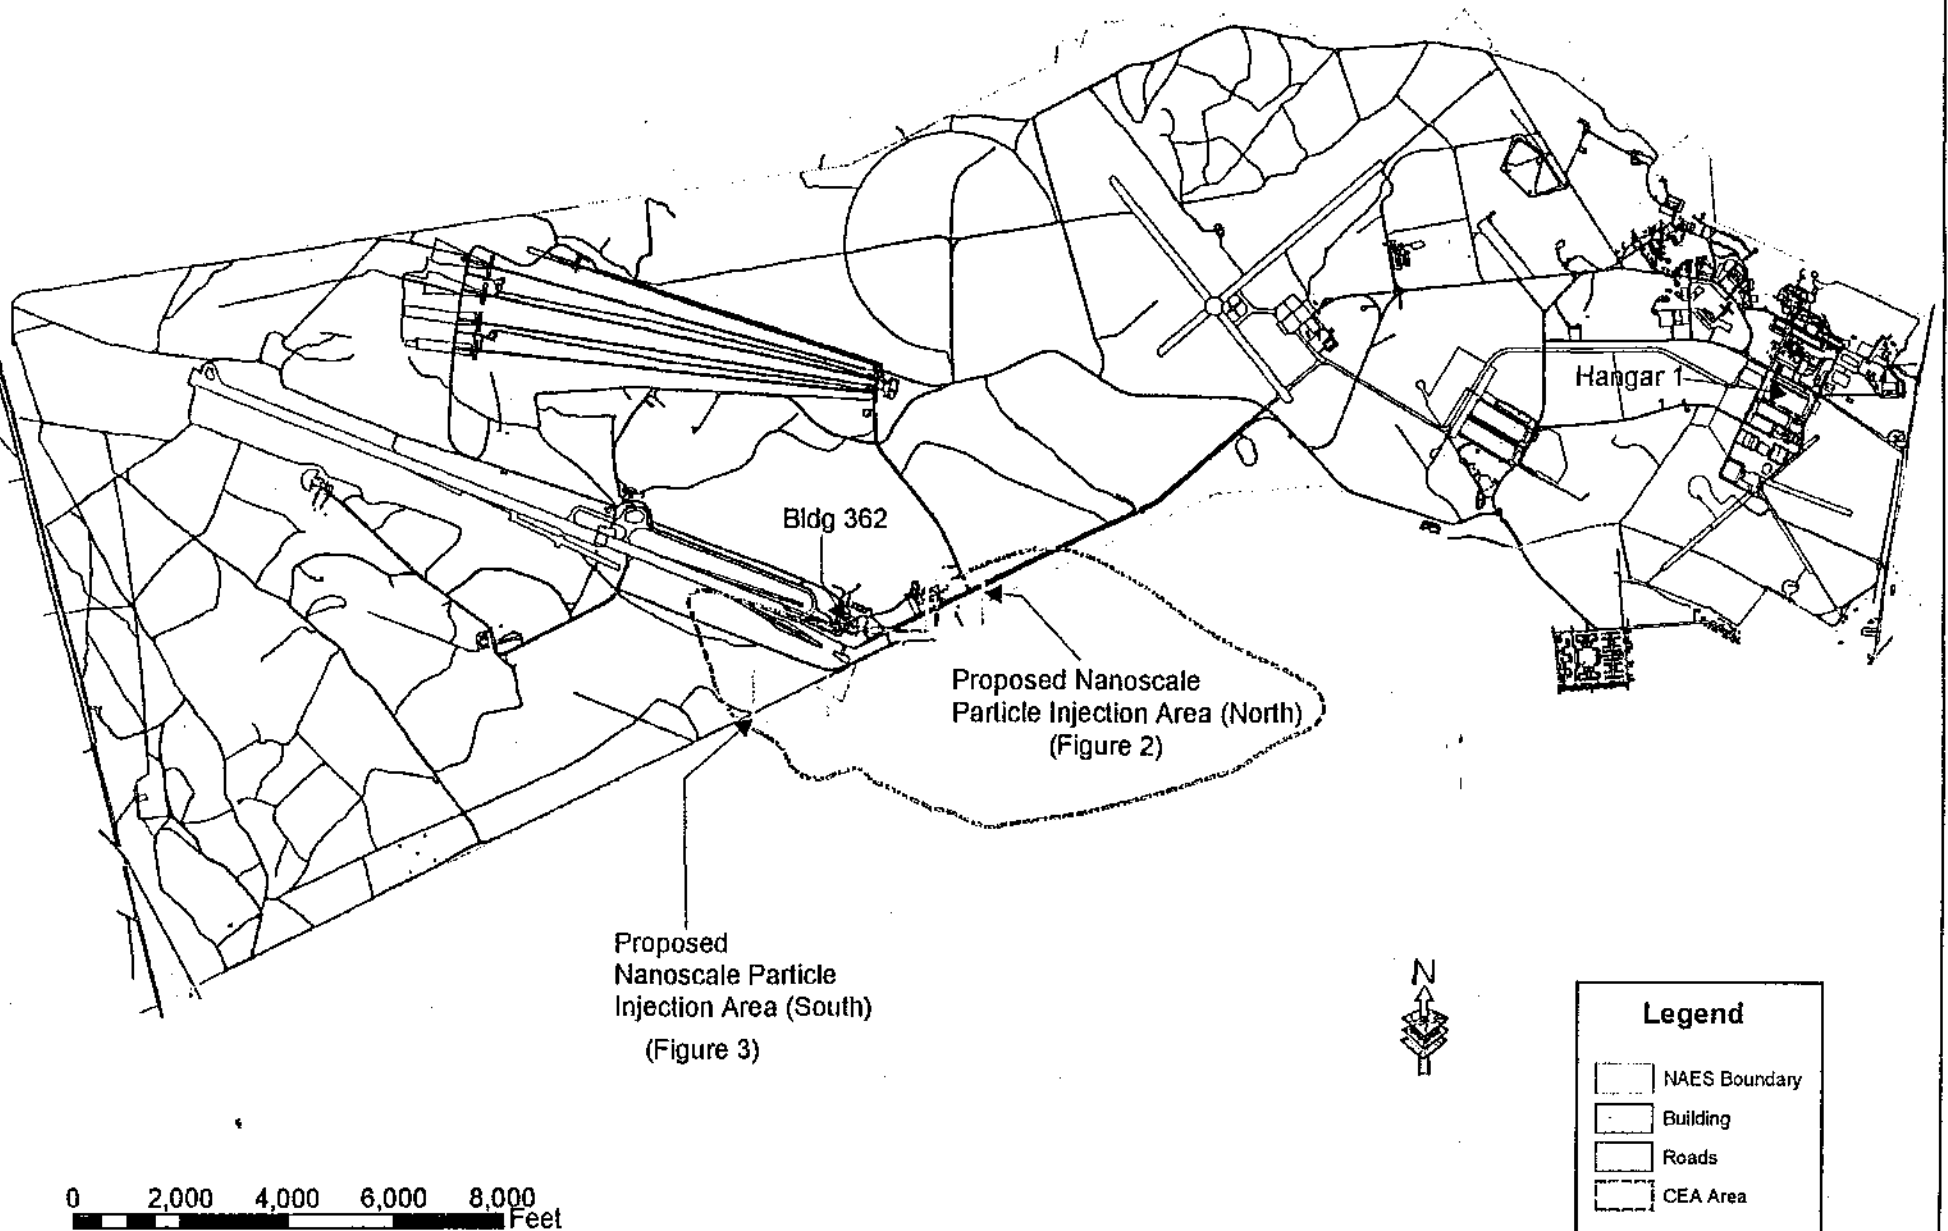 Hangar 1
Bldg 362
Proposed Nanoscale
Particle Injection Area (North)
(Figure 2)
Proposed
Nanoscale Particle
Injection Area (South)
(Figure 3)
N
Legend
NAES Boundary
Building
Roads
CEA Area
0 2,000 4,000 6,000 8,000
Feet